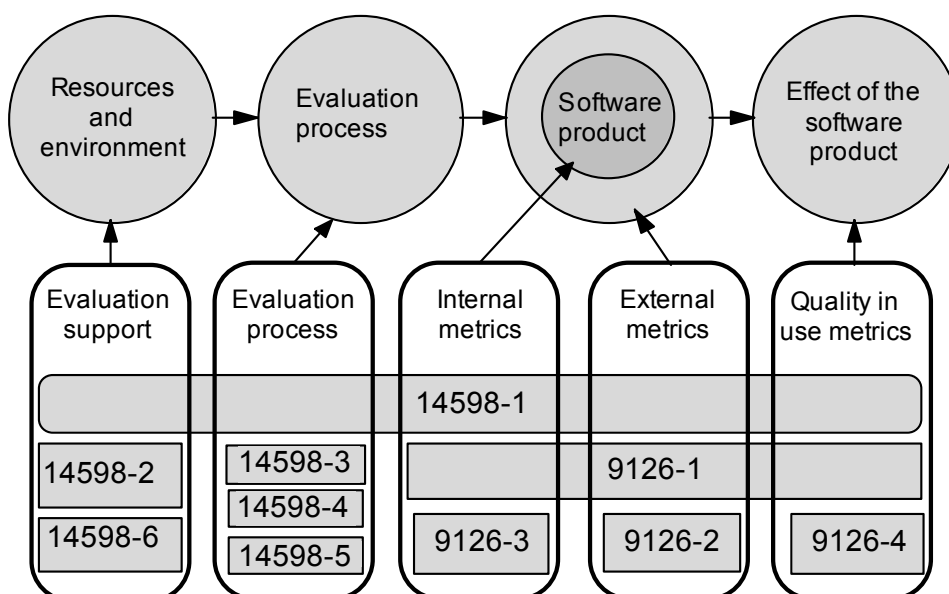 Resources
and
environment
Evaluation
process
Software
product
Effect of the
software
product
Evaluation
support
Evaluation
process
Internal
metrics
External
metrics
Quality in
use metrics
14598-1
14598-2
14598-3
9126-1
14598-4
14598-6
14598-5
9126-3
9126-2
9126-4